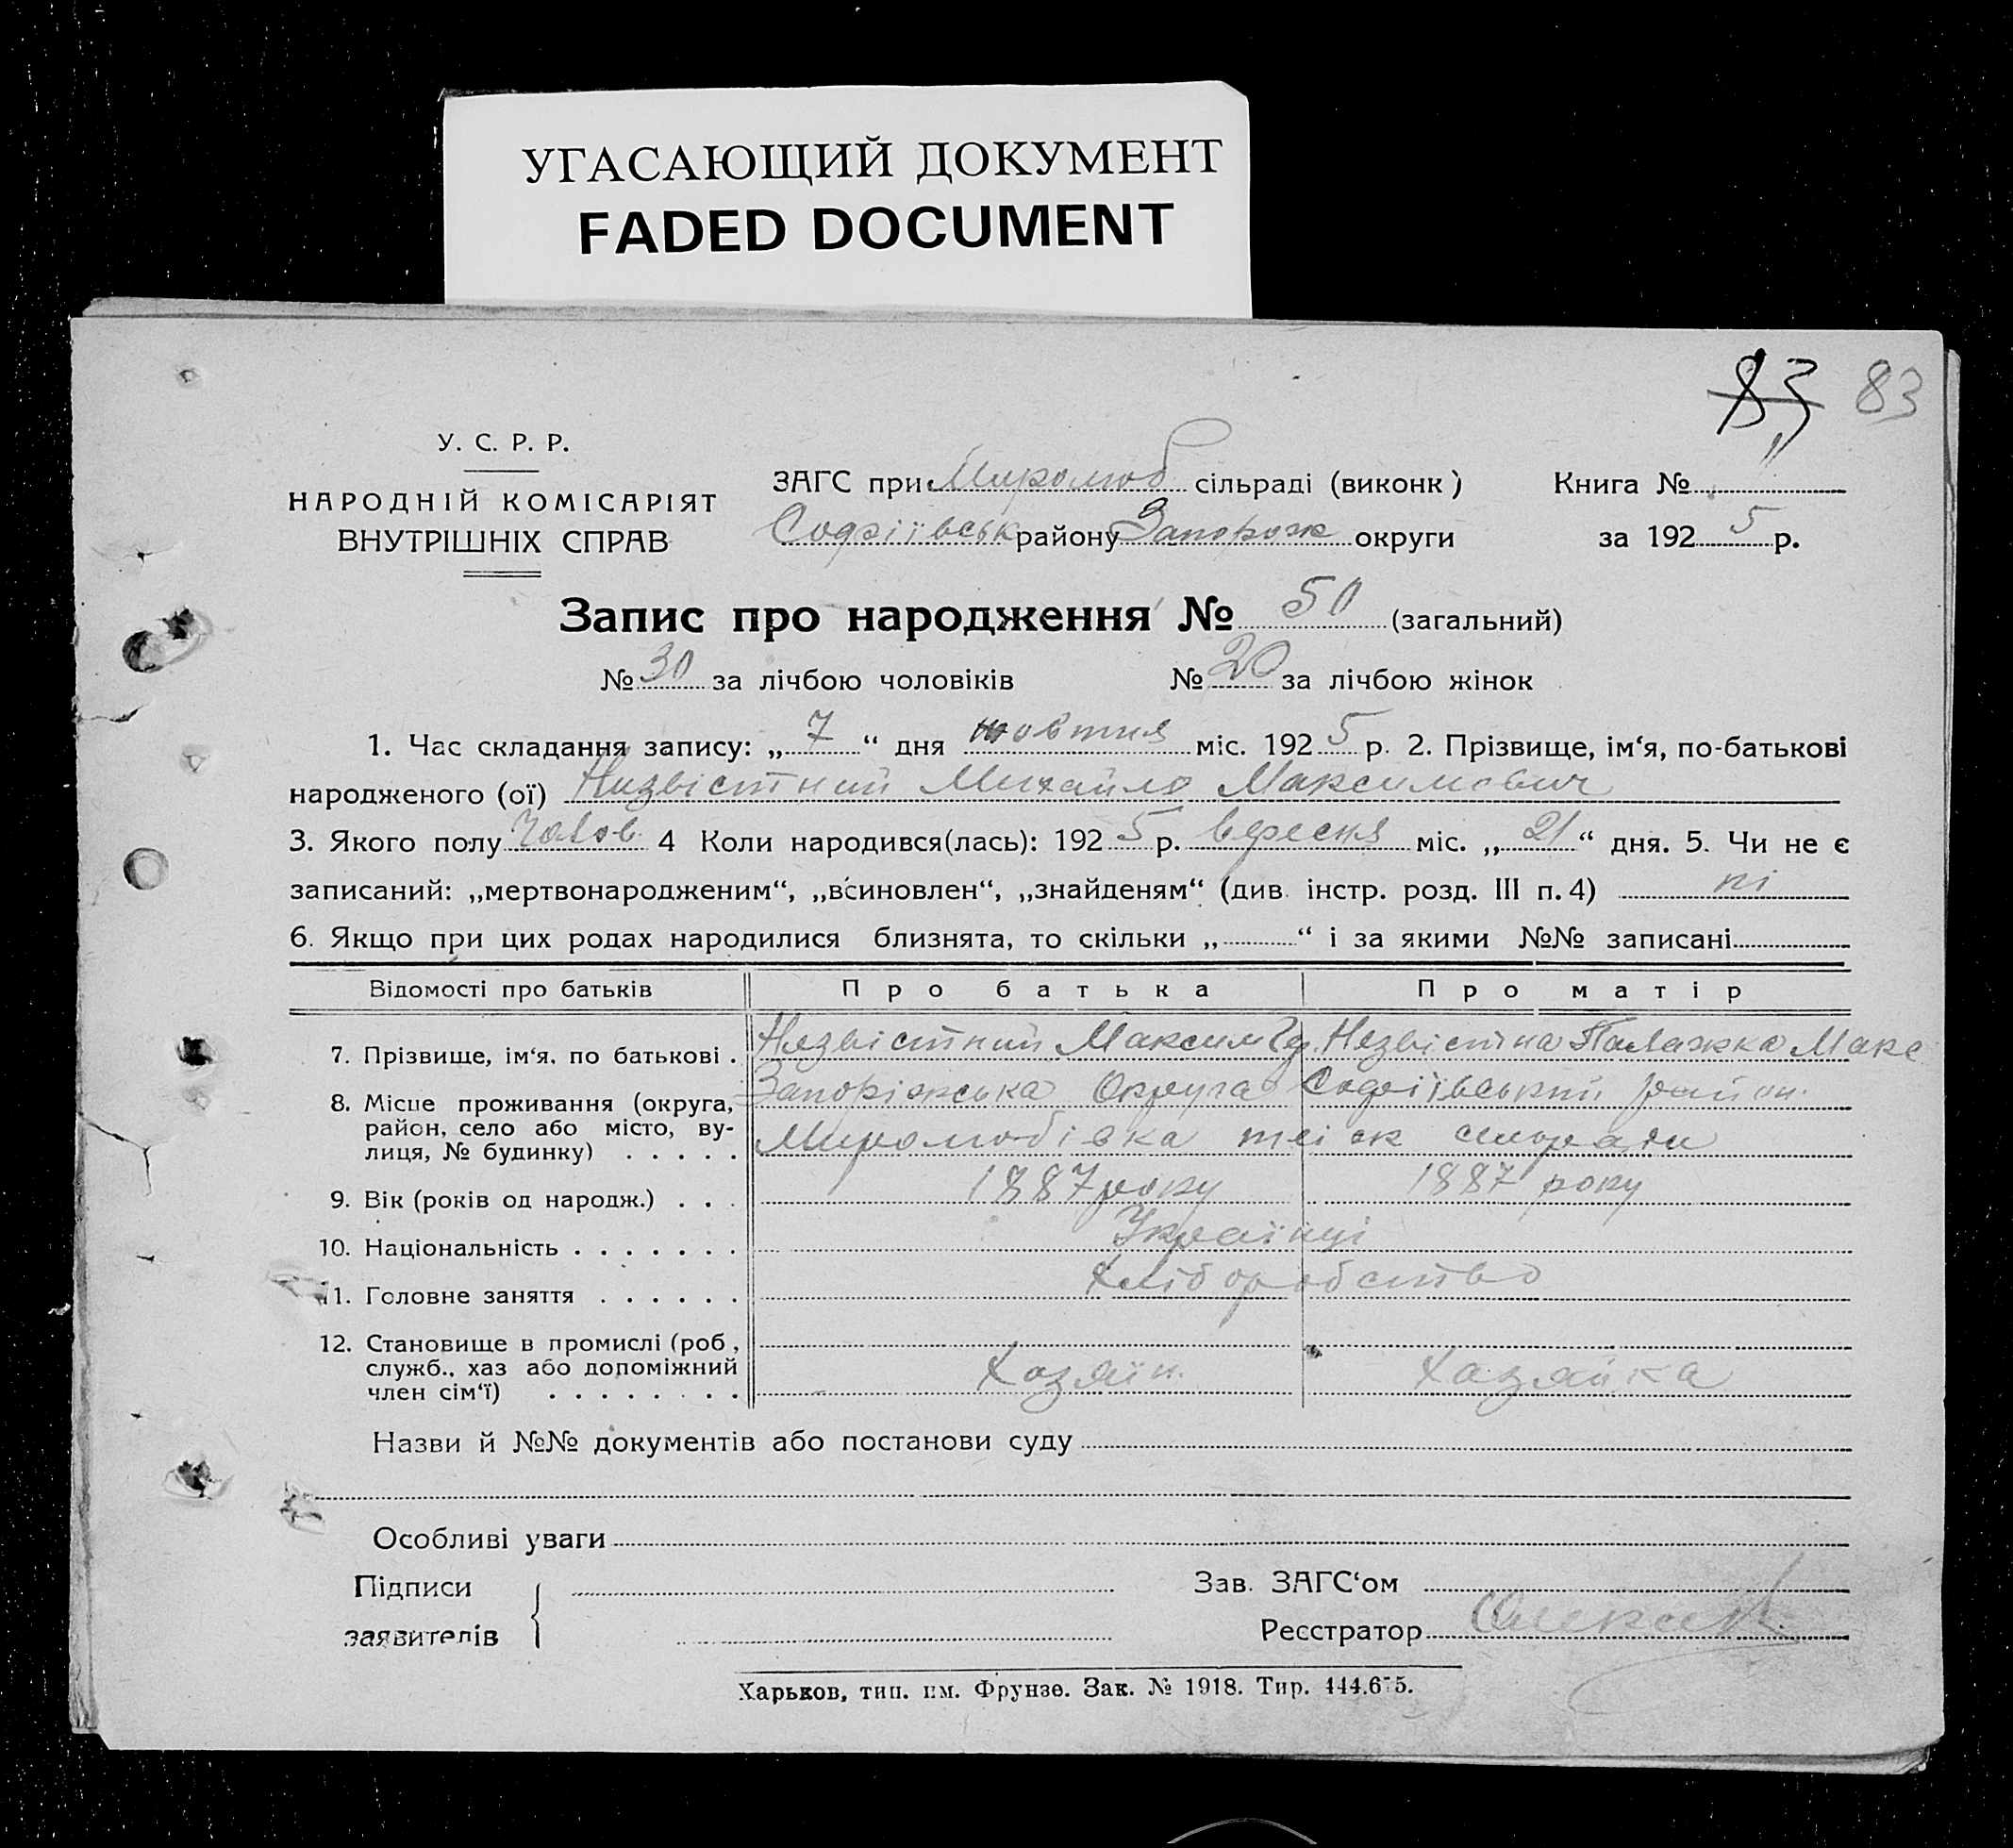 УГАСАЮЩИЙ ДОКУМЕНТ
FADED DOCUMENT
83 83
У. С. Р. Р.
НАРОДНІЙ КОМІСАРІЯТ
ВНУТРІШНІХ СПРАВ
ЗАГС при Миролюб сільраді (виконк) Книга №
Софіївськ району Запорож округи за 1925 р.
Запис про народження № 50 (загальний)
№ 30 за лічбою чоловіків № 20 за лічбою жінок
1. Час складання запису: „7“ дня жовтня міс. 1925 р. 2. Прізвище, ім‘я, по-батькові
народженого (ої) Незвістний Михайло Максимович
3. Якого полу чолов. 4 Коли народився(лась): 1925 р. вересня міс. „21“ дня. 5. Чи не є
записаний: „мертвонародженим“, „всиновлен“, „знайденям“ (див. інстр. розд. III п. 4) ні
6. Якщо при цих родах народилися близнята, то скільки „ “ і за якими №№ записані
Відомості про батьків Про батька Про матір
7. Прізвище, ім‘я, по батькові . Незвістний Максим Незвістна Палажка Макс
8. Місце проживання (округа, Запоріжська Округа Софіївський район.
район, село або місто, ву-
лиця, № будинку) . . . . . Миролюбівка
9. Вік (років од народж.) . . . 1887 року 1887 року
10. Національність . . . . . . . Українці
11. Головне заняття . . . . . . Хліборобство
12. Становище в промислі (роб.,
служб., хаз або допоміжний
член сім‘ї) . . . . . . . . Хозяїн. Хазяйка
Назви й №№ документів або постанови суду
Особливі уваги
Підписи Зав. ЗАГС‘ом
заявителів Реєстратор
Харьков, тип. им. Фрунзе. Зак. № 1918. Тир. 444.675.